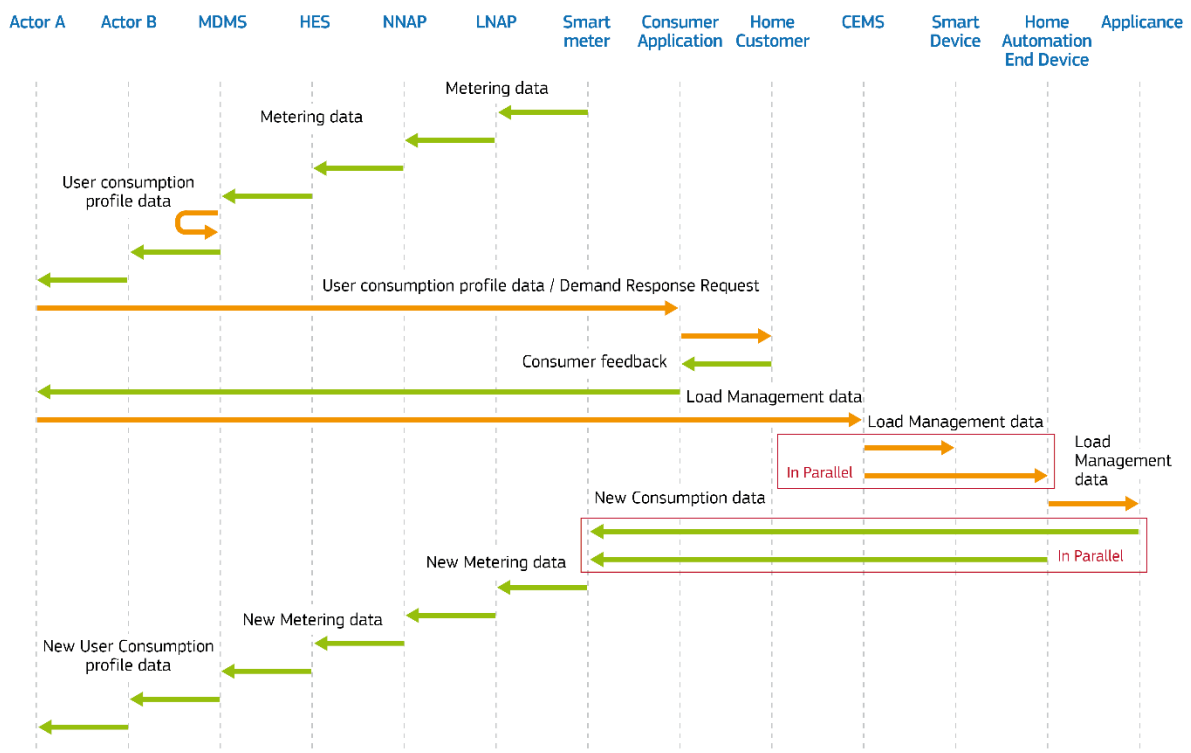 Actor A
Actor B
MDMS
HES
NNAP
LNAP
Smart
meter
Consumer
Application
Home
Customer
CEMS
Smart
Device
Home
Automation
End Device
Applicance
Metering data
Metering data
User consumption
profile data
User consumption profile data / Demand Response Request
Consumer feedback
Load Management data
Load Management data
In Parallel
Load
Management
data
New Consumption data
In Parallel
New Metering data
New Metering data
New User Consumption
profile data